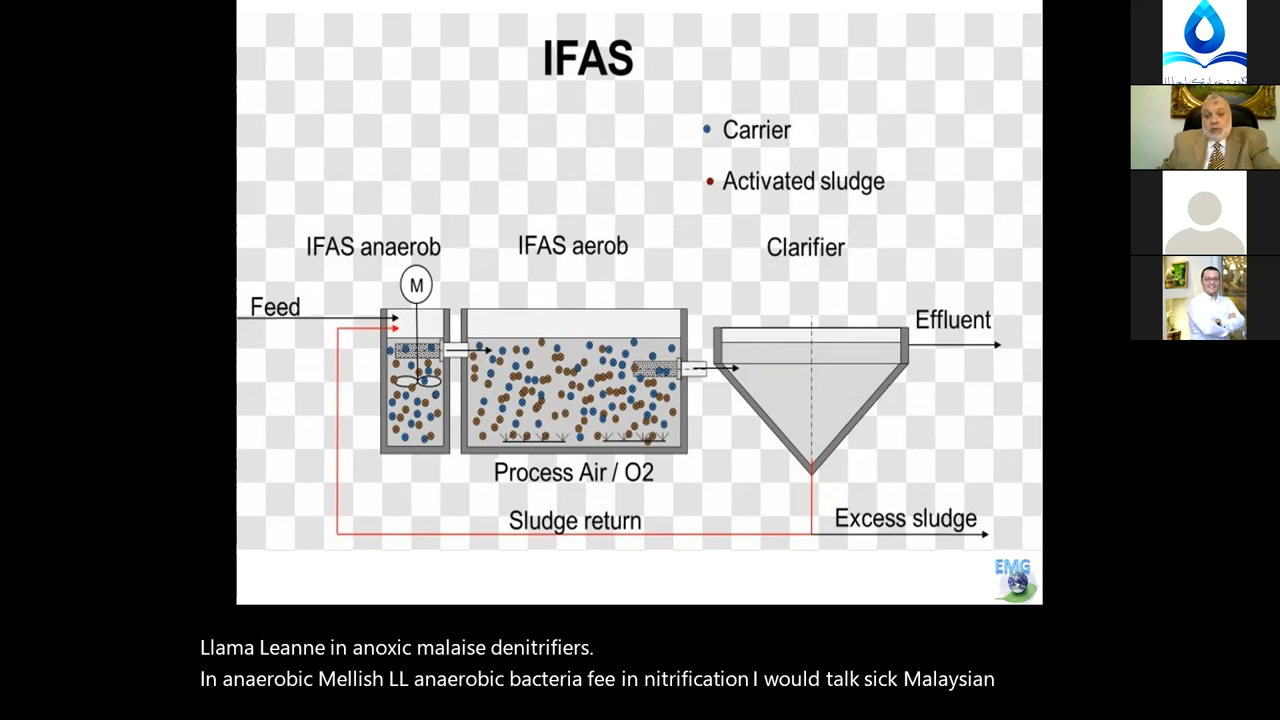 IFAS
Carrier
Activated sludge
IFAS anaerob
IFAS aerob
Clarifier
M
Feed
Effluent
Process Air / O2
Sludge return
Excess sludge
EMG
Llama Leanne in anoxic malaise denitrifiers.
In anaerobic Mellish LL anaerobic bacteria fee in nitrification I would talk sick Malaysian